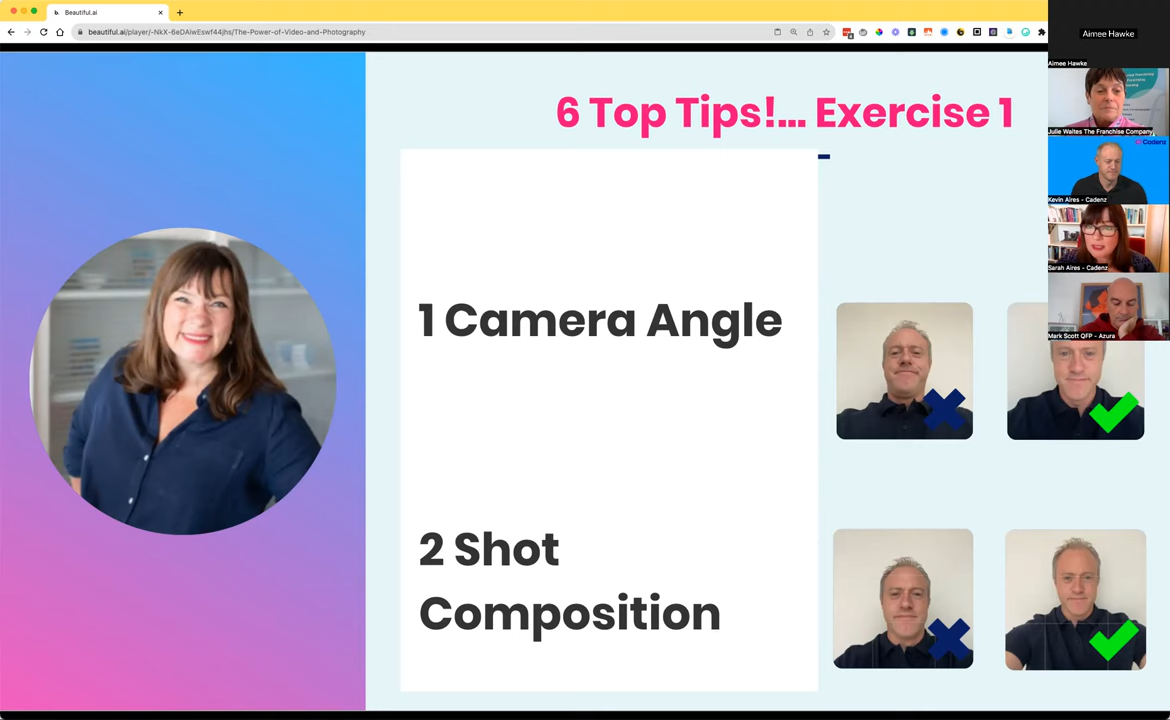 Beautiful.ai
beautiful.ai/player/-NkX-6eDAiwEswf44jhs/The-Power-of-Video-and-Photography
6 Top Tips!... Exercise 1
1 Camera Angle
2 Shot
Composition
Aimee Hawke
Aimee Hawke
Julie Waites The Franchise Company
Cadenz
Kevin Aires - Cadenz
Sarah Aires - Cadenz
Mark Scott QFP - Azura